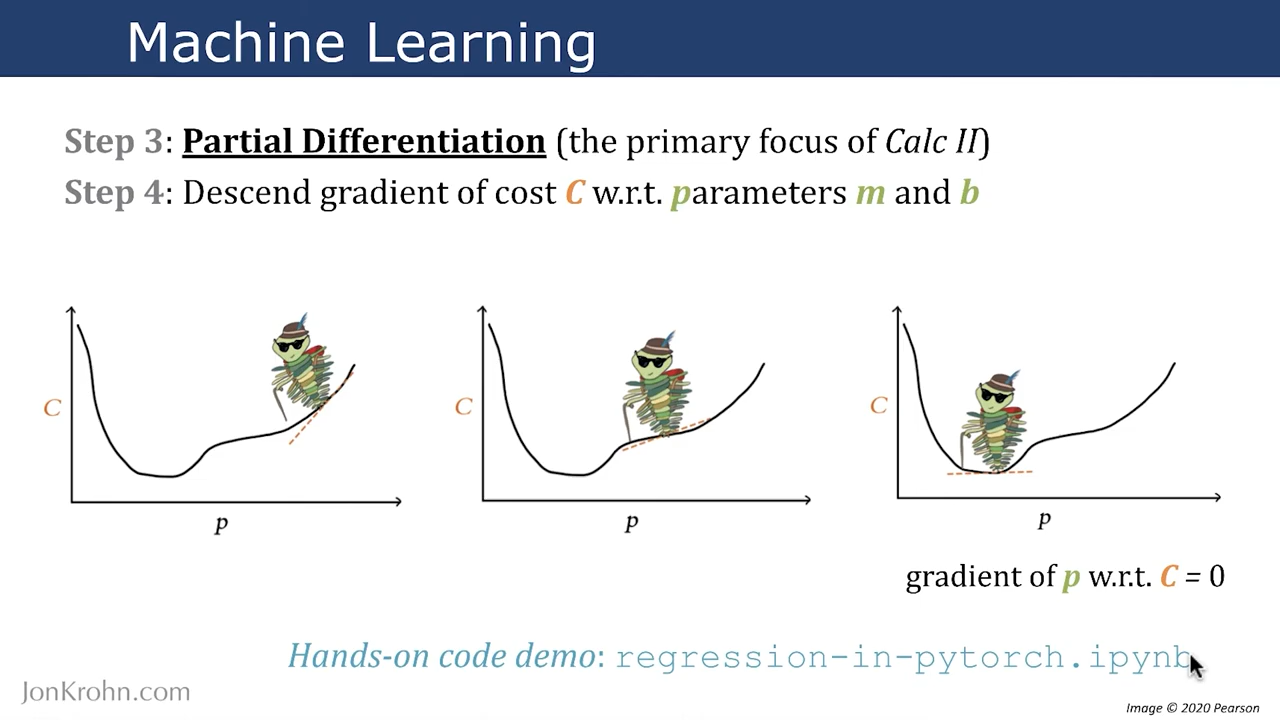 Machine Learning
Step 3: Partial Differentiation (the primary focus of Calc II)
Step 4: Descend gradient of cost C w.r.t. parameters m and b
C
p
C
p
C
p
gradient of p w.r.t. C = 0
Hands-on code demo: regression-in-pytorch.ipynb
JonKrohn.com
Image © 2020 Pearson